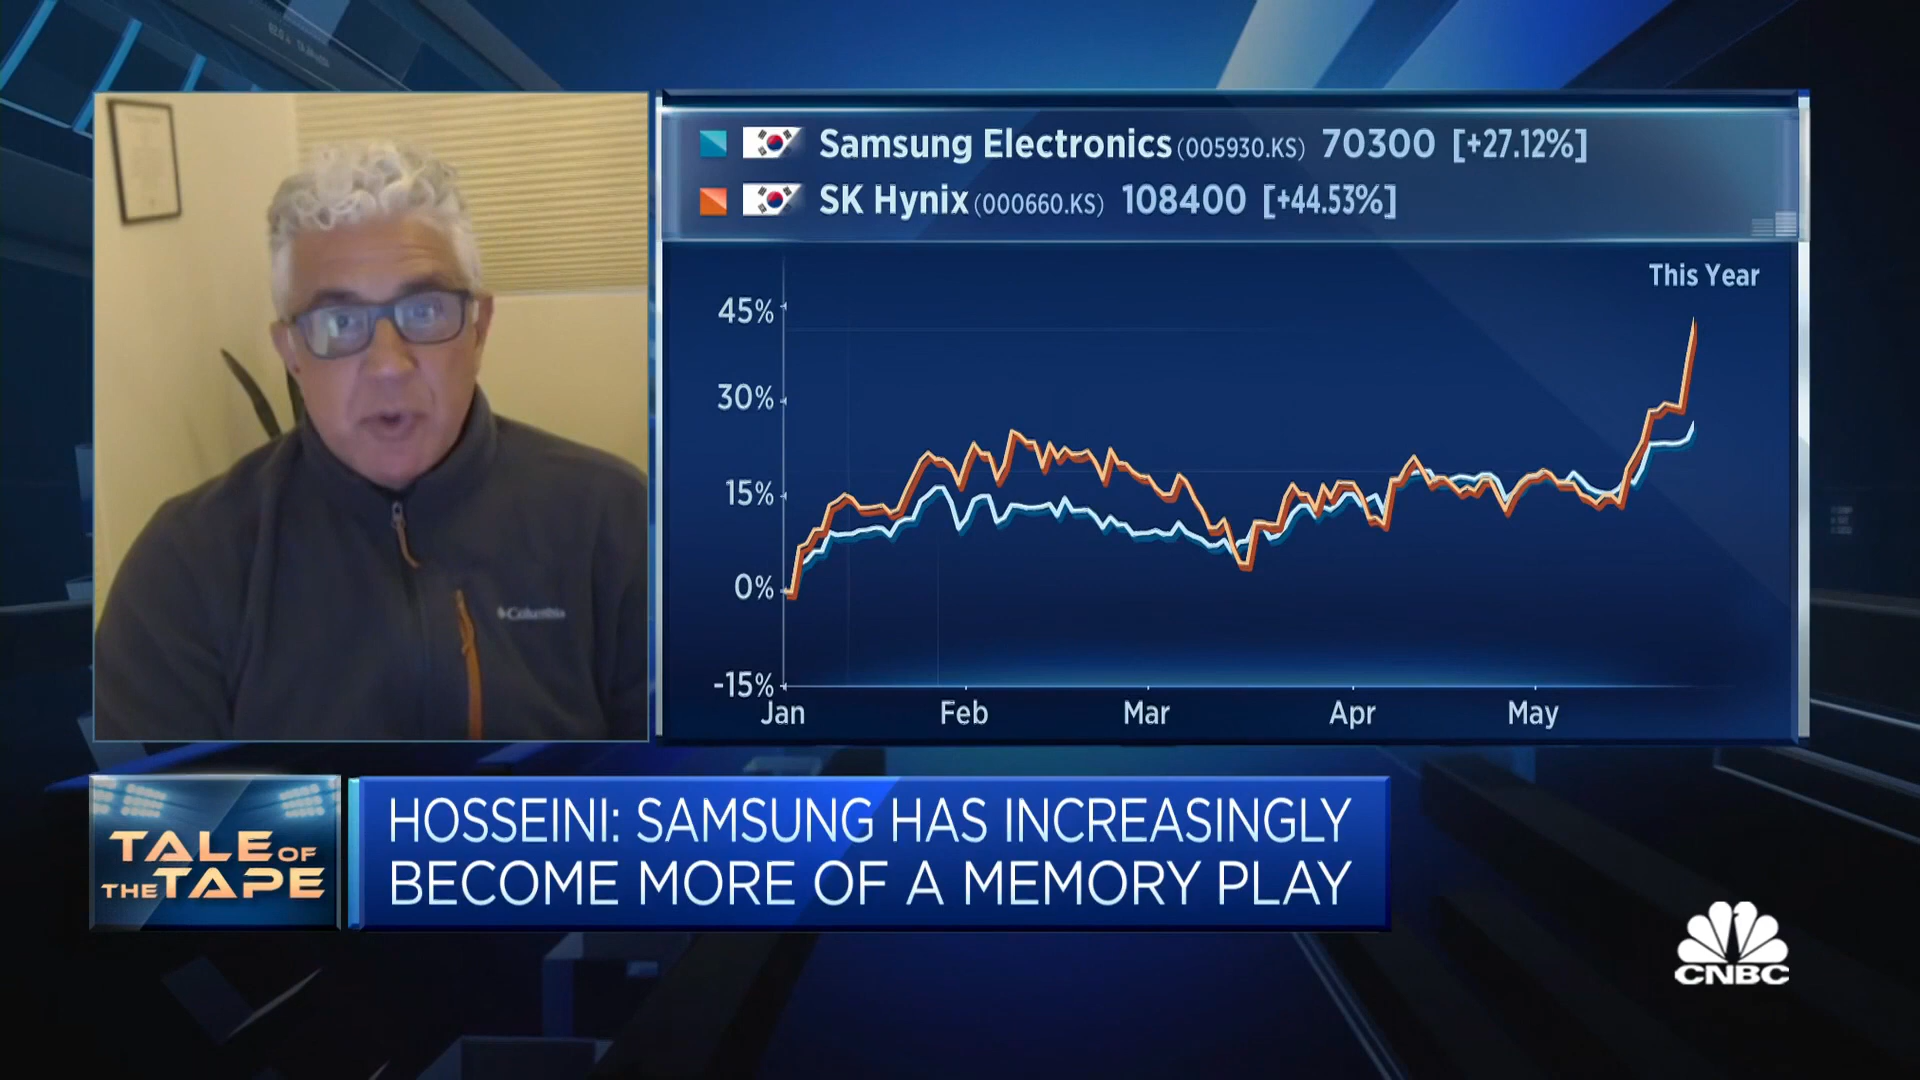 Samsung Electronics (005930.KS) 70300 [+27.12%]
SK Hynix (000660.KS) 108400 [+44.53%]
This Year
45%
30%
15%
0%
-15%
Jan Feb Mar Apr May
Columbia
TALE OF
THE TAPE
HOSSEINI: SAMSUNG HAS INCREASINGLY
BECOME MORE OF A MEMORY PLAY
CNBC